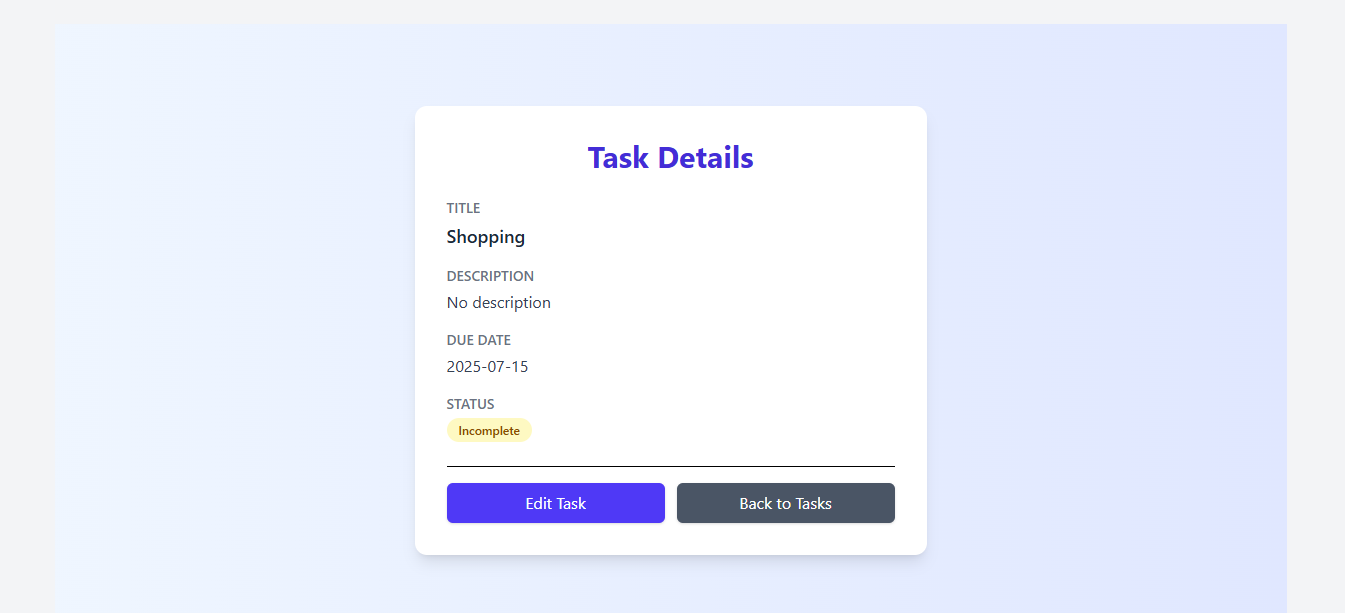 Task Details
TITLE
Shopping
DESCRIPTION
No description
DUE DATE
2025-07-15
STATUS
Incomplete
Edit Task
Back to Tasks